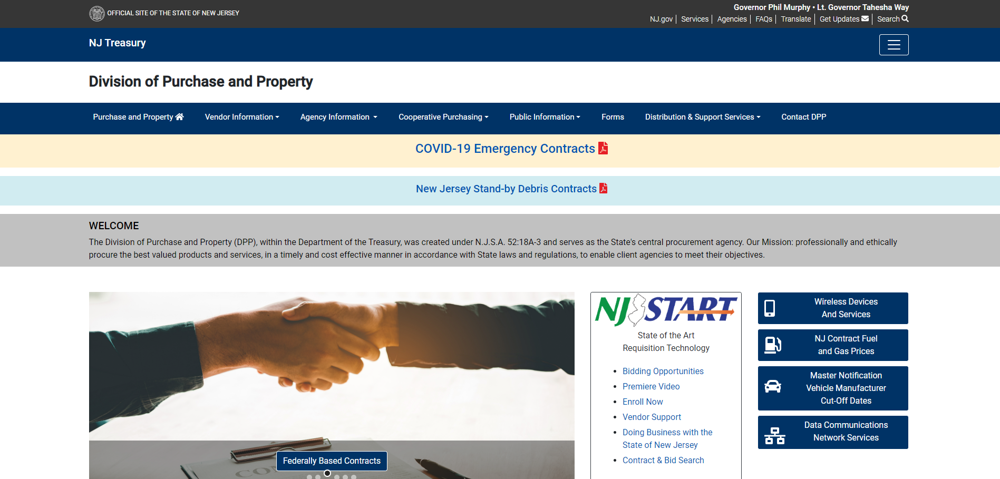 OFFICIAL SITE OF THE STATE OF NEW JERSEY
Governor Phil Murphy • Lt. Governor Tahesha Way
NJ.gov Services Agencies FAQs Translate Get Updates Search
NJ Treasury
Division of Purchase and Property
Purchase and Property Vendor Information Agency Information Cooperative Purchasing Public Information Forms Distribution & Support Services Contact DPP
COVID-19 Emergency Contracts
New Jersey Stand-by Debris Contracts
WELCOME
The Division of Purchase and Property (DPP), within the Department of the Treasury, was created under N.J.S.A. 52:18A-3 and serves as the State's central procurement agency. Our Mission: professionally and ethically
procure the best valued products and services, in a timely and cost effective manner in accordance with State laws and regulations, to enable client agencies to meet their objectives.
Federally Based Contracts
NJ START
State of the Art
Requisition Technology
Bidding Opportunities
Premiere Video
Enroll Now
Vendor Support
Doing Business with the
State of New Jersey
Contract & Bid Search
Wireless Devices
And Services
NJ Contract Fuel
and Gas Prices
Master Notification
Vehicle Manufacturer
Cut-Off Dates
Data Communications
Network Services